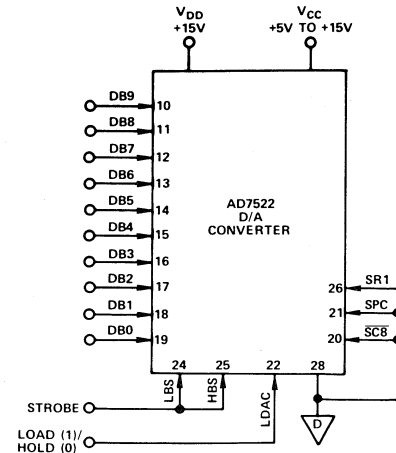 VDD
+15V
VCC
+5V TO +15V
DB9
10
DB8
11
DB7
12
DB6
13
DB5
14
DB4
15
DB3
16
DB2
17
DB1
18
DB0
19
AD7522
D/A
CONVERTER
26
SR1
21
SPC
20
SC8
24
25
22
28
LBS
HBS
LDAC
D
STROBE
LOAD (1)/
HOLD (0)